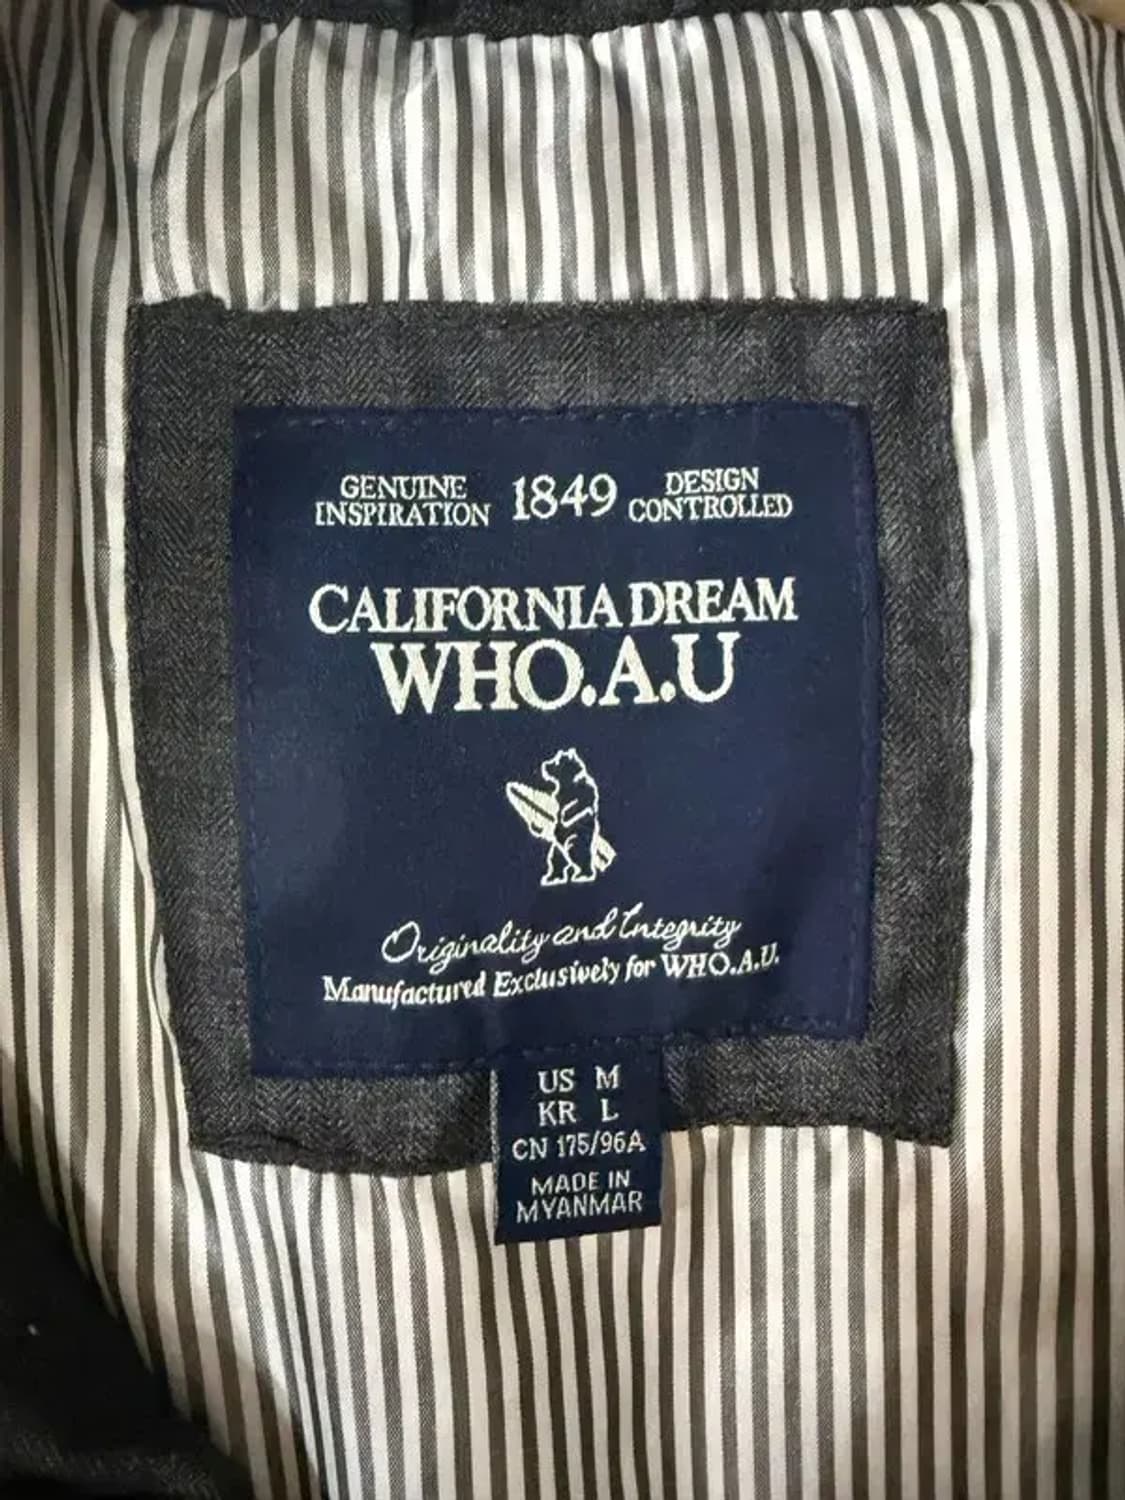 GENUINE
INSPIRATION
1849
DESIGN
CONTROLLED
CALIFORNIA DREAM
WHO.A.U
Originality and Integrity
Manufactured Exclusively for WHO.A.U.
US M
KR L
CN 175/96A
MADE IN
MYANMAR